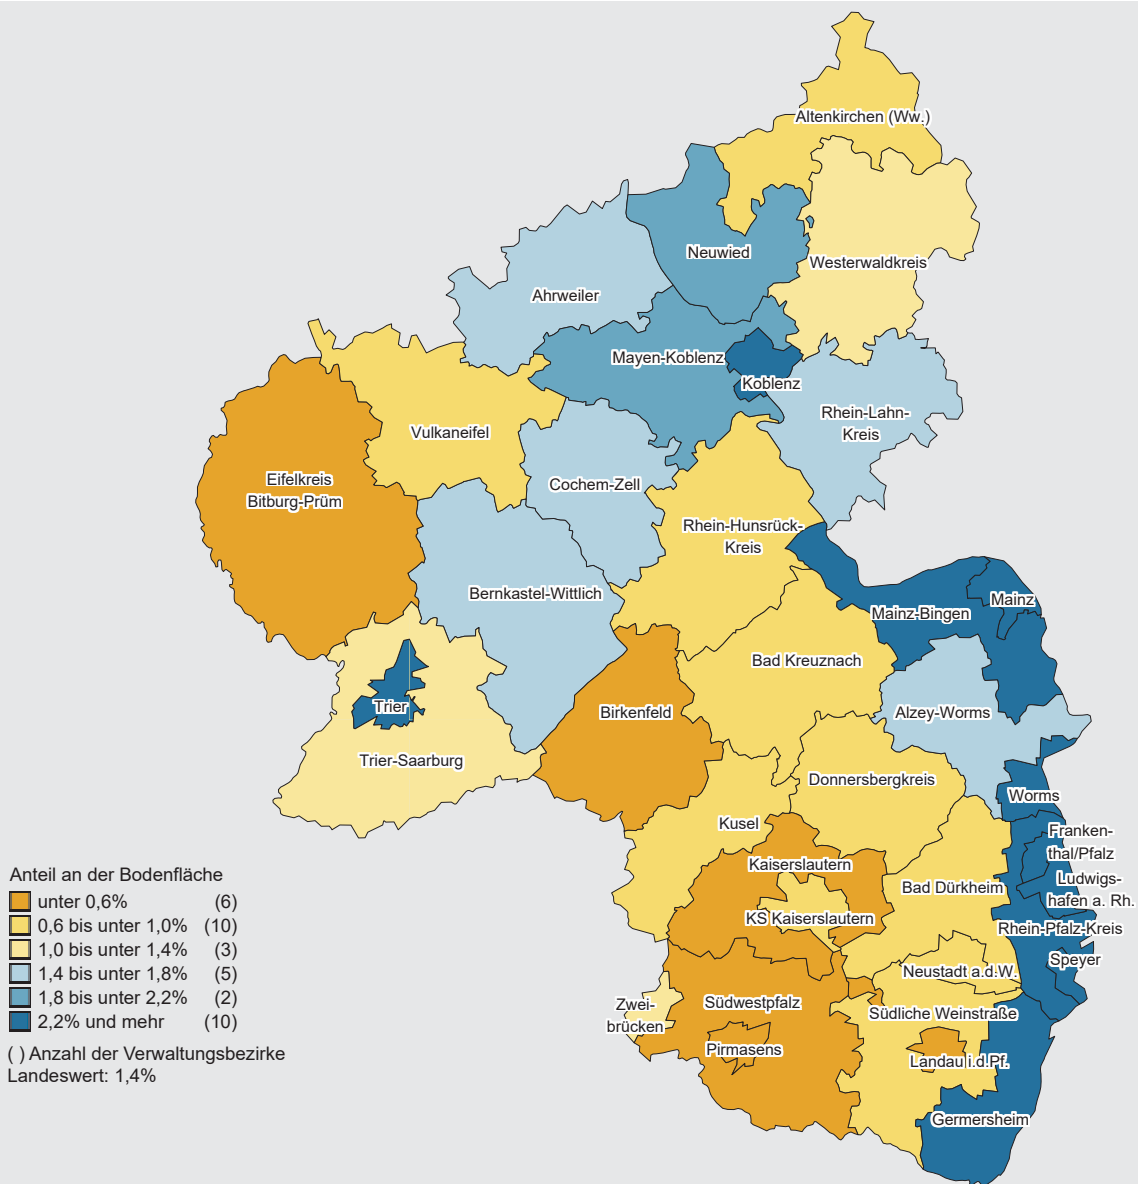 Altenkirchen (Ww.)
Neuwied
Westerwaldkreis
Ahrweiler
Mayen-Koblenz
Koblenz
Rhein-Lahn-
Kreis
Vulkaneifel
Eifelkreis
Bitburg-Prüm
Cochem-Zell
Rhein-Hunsrück-
Kreis
Bernkastel-Wittlich
Mainz
Mainz-Bingen
Bad Kreuznach
Trier
Birkenfeld
Alzey-Worms
Trier-Saarburg
Donnersbergkreis
Worms
Kusel
Franken-
thal/Pfalz
Kaiserslautern
Ludwigs-
hafen a. Rh.
Bad Dürkheim
KS Kaiserslautern
Rhein-Pfalz-Kreis
Speyer
Neustadt a.d.W.
Zwei-
brücken
Südwestpfalz
Südliche Weinstraße
Pirmasens
Landau i.d.Pf.
Germersheim
Anteil an der Bodenfläche
unter 0,6% (6)
0,6 bis unter 1,0% (10)
1,0 bis unter 1,4% (3)
1,4 bis unter 1,8% (5)
1,8 bis unter 2,2% (2)
2,2% und mehr (10)
( ) Anzahl der Verwaltungsbezirke
Landeswert: 1,4%